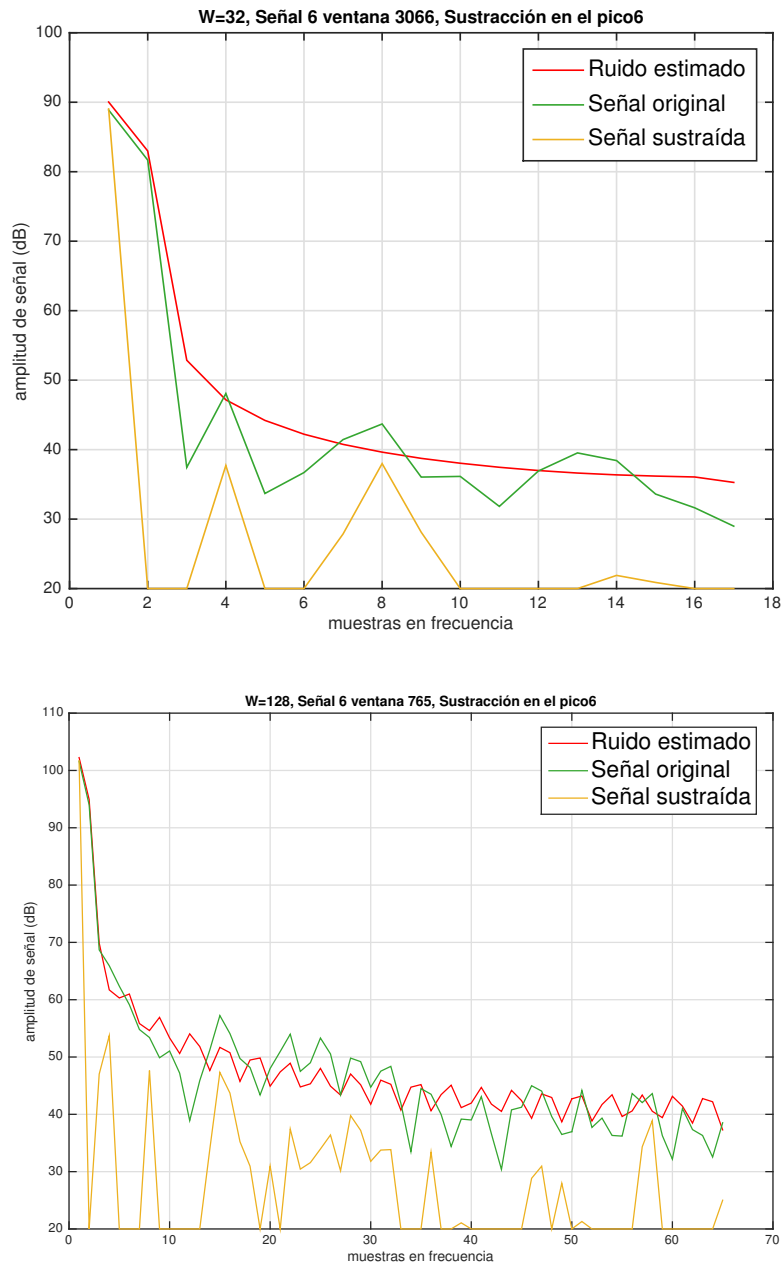 W=32, Señal 6 ventana 3066, Sustracción en el pico6
100
90
80
70
60
50
40
30
20
amplitud de señal (dB)
Ruido estimado
Señal original
Señal sustraída
0 2 4 6 8 10 12 14 16 18
muestras en frecuencia
W=128, Señal 6 ventana 765, Sustracción en el pico6
110
100
90
80
70
60
50
40
30
20
amplitud de señal (dB)
Ruido estimado
Señal original
Señal sustraída
0 10 20 30 40 50 60 70
muestras en frecuencia